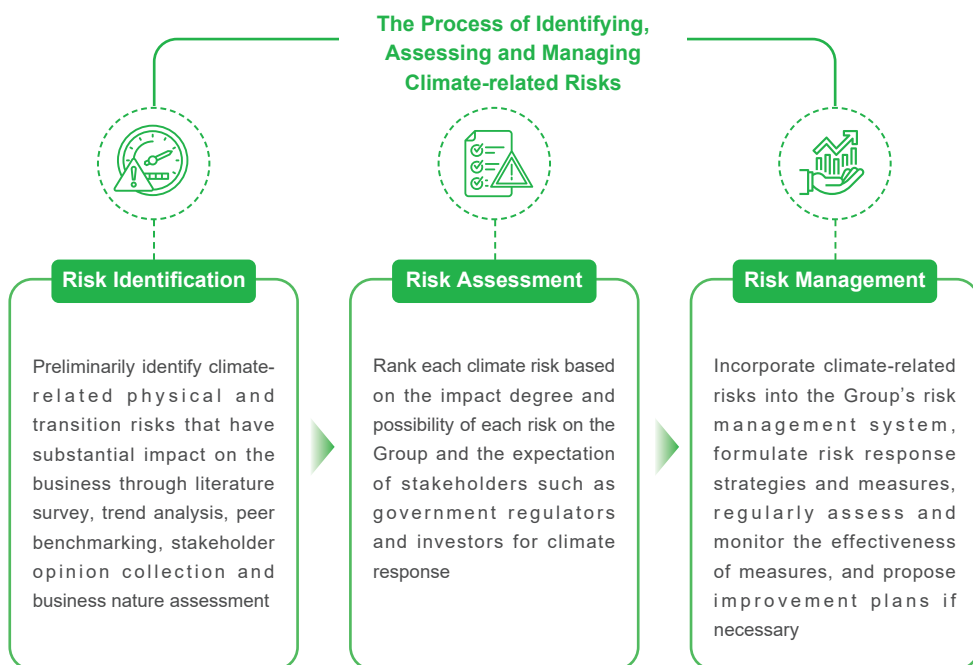 The Process of Identifying,
Assessing and Managing
Climate-related Risks
Risk Identification
Preliminarily identify climate-
related physical and
transition risks that have
substantial impact on the
business through literature
survey, trend analysis, peer
benchmarking, stakeholder
opinion collection and
business nature assessment
Risk Assessment
Rank each climate risk based
on the impact degree and
possibility of each risk on the
Group and the expectation
of stakeholders such as
government regulators
and investors for climate
response
Risk Management
Incorporate climate-related
risks into the Group's risk
management system,
formulate risk response
strategies and measures,
regularly assess and
monitor the effectiveness
of measures, and propose
improvement plans if
necessary